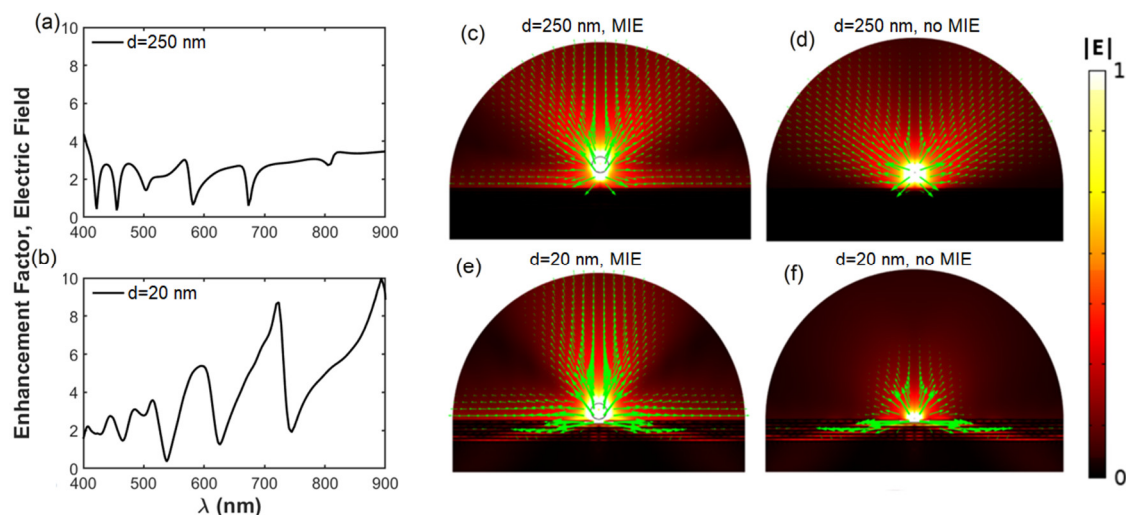 (a)
10
8
6
4
2
0
d=250 nm
400 500 600 700 800 900
(b)
10
8
6
4
2
0
d=20 nm
400 500 600 700 800 900
λ (nm)
Enhancement Factor, Electric Field
(c)
d=250 nm, MIE
(d)
d=250 nm, no MIE
(e)
d=20 nm, MIE
(f)
d=20 nm, no MIE
|E|
1
0